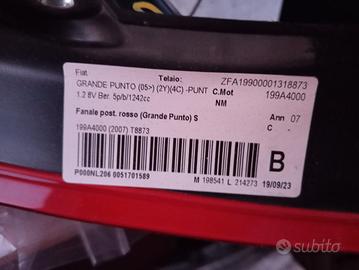 Fiat
Telaio:
ZFA19900001318873
GRANDE PUNTO (05>) (2Y)(4C) -PUNT
C.Mot
199A4000
1.2 8V Ber. 5p/b/1242cc
NM
Fanale post. rosso (Grande Punto) S
Ann 07
199A4000 (2007) T8873
C -
B
P000NL206 0051701589
M 198541 L 214273
19/09/23
subito